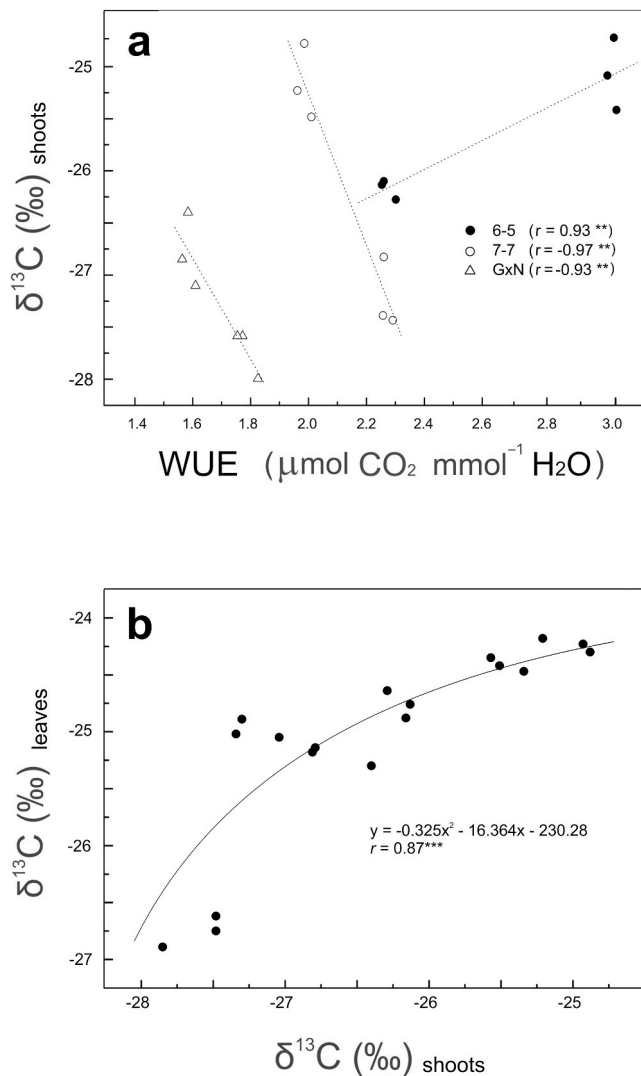 a
-25
-26
-27
-28
δ¹³C (‰) shoots
● 6-5 (r = 0.93 **)
○ 7-7 (r = -0.97 **)
△ GxN (r = -0.93 **)
1.4 1.6 1.8 2.0 2.2 2.4 2.6 2.8 3.0
WUE (μmol CO₂ mmol⁻¹ H₂O)
b
-24
-25
-26
-27
δ¹³C (‰) leaves
y = -0.325x² - 16.364x - 230.28
r = 0.87***
-28 -27 -26 -25
δ¹³C (‰) shoots